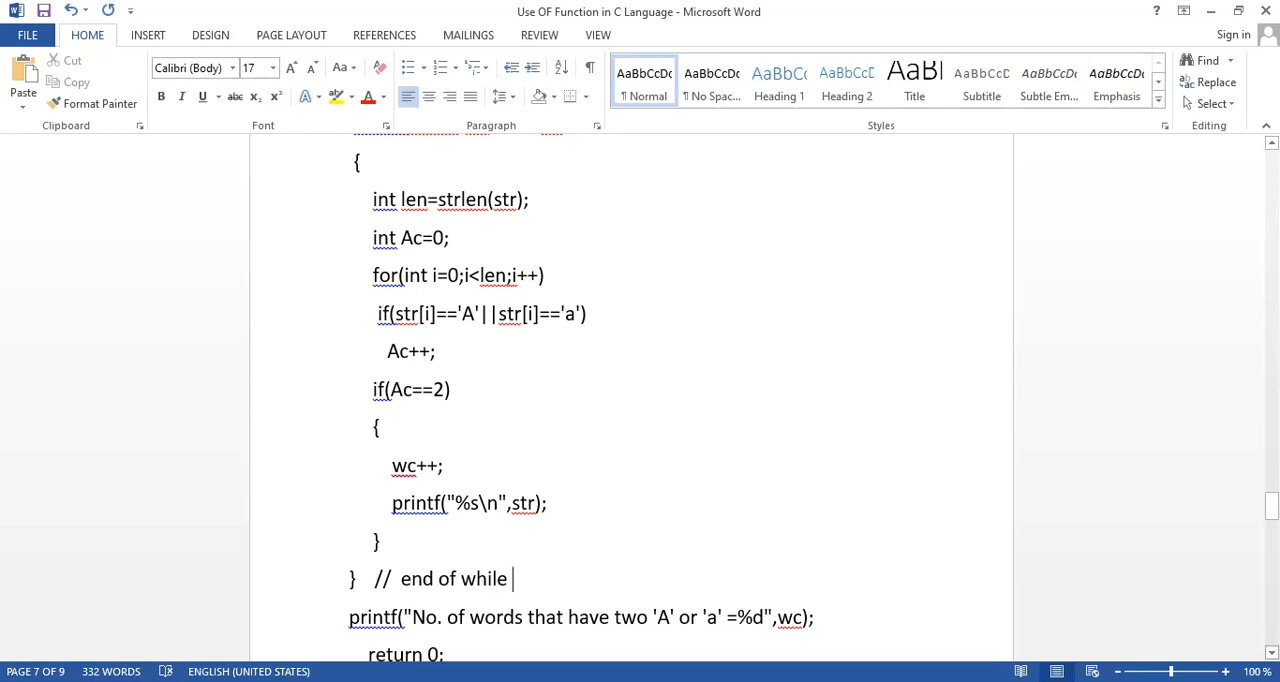 Use OF Function in C Language - Microsoft Word
?
FILE HOME INSERT DESIGN PAGE LAYOUT REFERENCES MAILINGS REVIEW VIEW Sign in
Paste
Cut
Copy
Format Painter
Clipboard
Calibri (Body) 17
Aa
B I U abc x₂ x² A A
Font
Paragraph
AaBbCcDc AaBbCcDc AaBbCc AaBbCcC AaBl AaBbCcD AaBbCcDc AaBbCcDc
¶ Normal ¶ No Spac... Heading 1 Heading 2 Title Subtitle Subtle Em... Emphasis
Styles
Find
Replace
Select
Editing
{
int len=strlen(str);
int Ac=0;
for(int i=0;i<len;i++)
if(str[i]=='A'||str[i]=='a')
Ac++;
if(Ac==2)
{
wc++;
printf("%s\n",str);
}
} // end of while
printf("No. of words that have two 'A' or 'a' =%d",wc);
return 0;
PAGE 7 OF 9 332 WORDS ENGLISH (UNITED STATES) 100 %